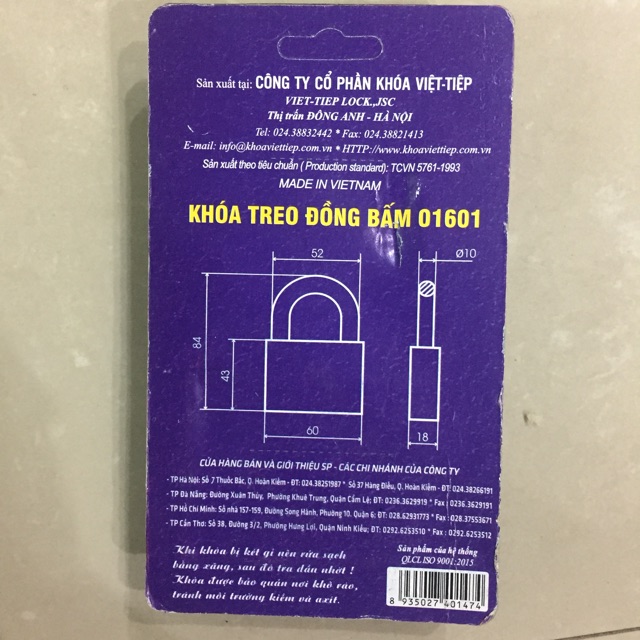 Sản xuất tại: CÔNG TY CỔ PHẦN KHÓA VIỆT-TIỆP
VIET-TIEP LOCK.,JSC
Thị trấn ĐÔNG ANH - HÀ NỘI
Tel: 024.38832442 * Fax: 024.38821413
E-mail: info@khoaviettiep.com.vn * HTTP://www.khoaviettiep.com.vn
Sản xuất theo tiêu chuẩn ( Production standard): TCVN 5761-1993
MADE IN VIETNAM
KHÓA TREO ĐỒNG BẤM 01601
52
Ø10
84
43
60
18
CỬA HÀNG BÁN VÀ GIỚI THIỆU SP - CÁC CHI NHÁNH CỦA CÔNG TY
- TP Hà Nội: Số 7 Thuốc Bắc, Q. Hoàn Kiếm - ĐT: 024.38251987 * Số 37 Hàng Điếu, Q. Hoàn Kiếm - ĐT: 024.38266191
- TP Đà Nẵng: Đường Xuân Thủy, Phường Khuê Trung, Quận Cẩm Lệ; ĐT: 0236.3629919 * Fax : 0236.3629191
- TP Hồ Chí Minh: Số nhà 157-159, Đường Song Hành, Phường 10. Quận 6; ĐT: 028.62931773 * Fax : 028.37553671
- TP Cần Thơ: Số 38, Đường 3/2, Phường Hưng Lợi, Quận Ninh Kiều; ĐT: 0292.6253510 * Fax : 0292.6253512
Khi khóa bị kẹt gỉ nên rửa sạch
bằng xăng, sau đó tra dầu nhớt !
Khóa được bảo quản nơi khô ráo,
tránh môi trường kiềm và axít.
Sản phẩm của hệ thống
QLCL ISO 9001:2015
8 935027 401474